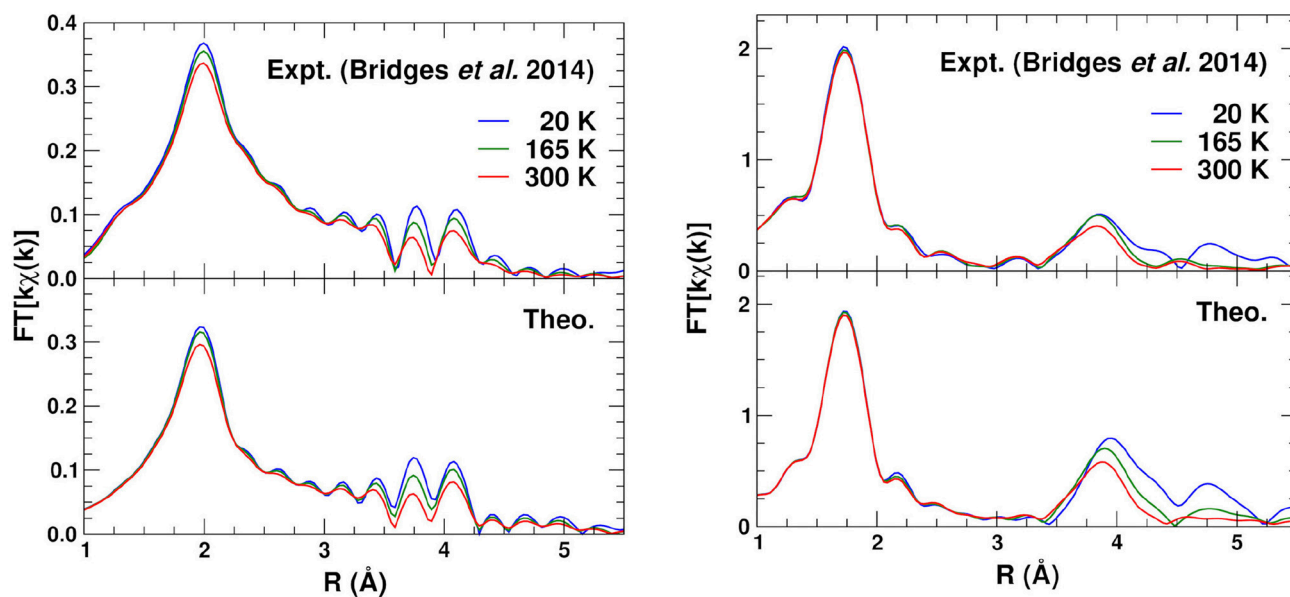 0.4
Expt. (Bridges et al. 2014)
0.3
20 K
165 K
300 K
0.2
0.1
0.0
FT[kχ(k)]
Theo.
0.3
0.2
0.1
0.0
1 2 3 4 5
R (Å)
2
Expt. (Bridges et al. 2014)
20 K
165 K
300 K
1
0
FT[kχ(k)]
Theo.
2
1
0
1 2 3 4 5
R (Å)